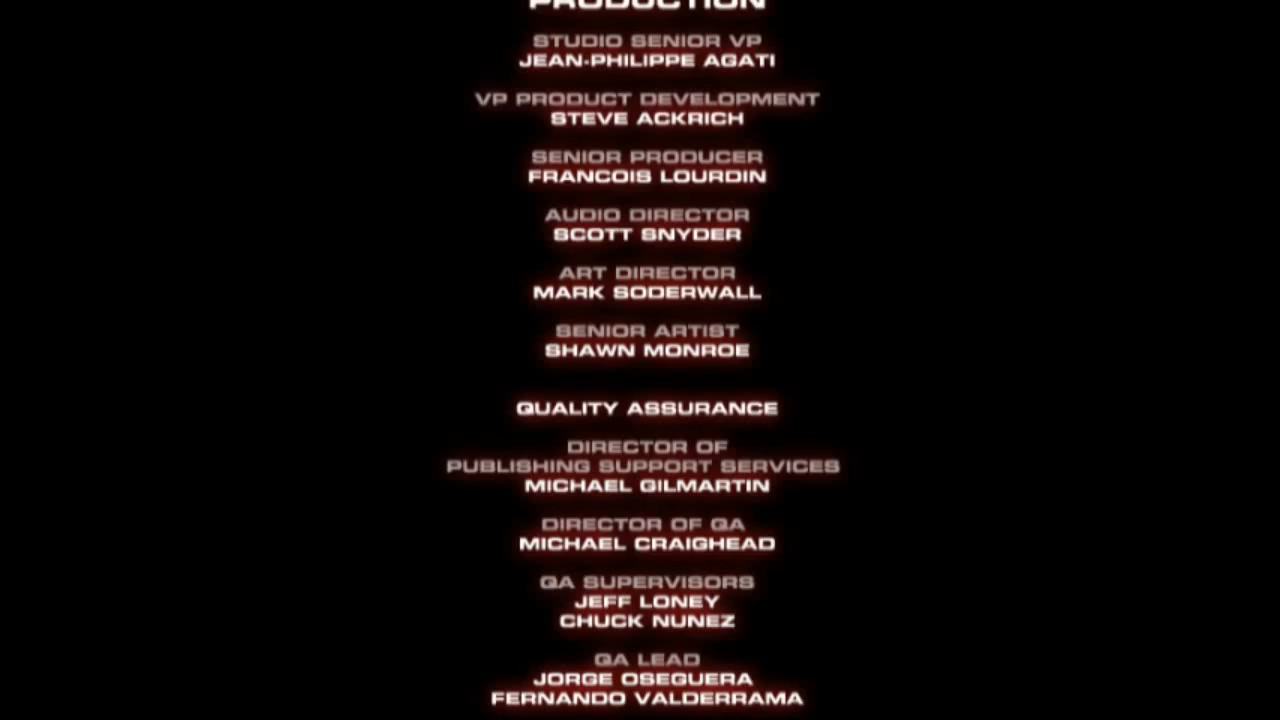 PRODUCTION
STUDIO SENIOR VP
JEAN-PHILIPPE AGATI
VP PRODUCT DEVELOPMENT
STEVE ACKRICH
SENIOR PRODUCER
FRANCOIS LOURDIN
AUDIO DIRECTOR
SCOTT SNYDER
ART DIRECTOR
MARK SODERWALL
SENIOR ARTIST
SHAWN MONROE
QUALITY ASSURANCE
DIRECTOR OF
PUBLISHING SUPPORT SERVICES
MICHAEL GILMARTIN
DIRECTOR OF QA
MICHAEL CRAIGHEAD
QA SUPERVISORS
JEFF LONEY
CHUCK NUNEZ
QA LEAD
JORGE OSEGUERA
FERNANDO VALDERRAMA